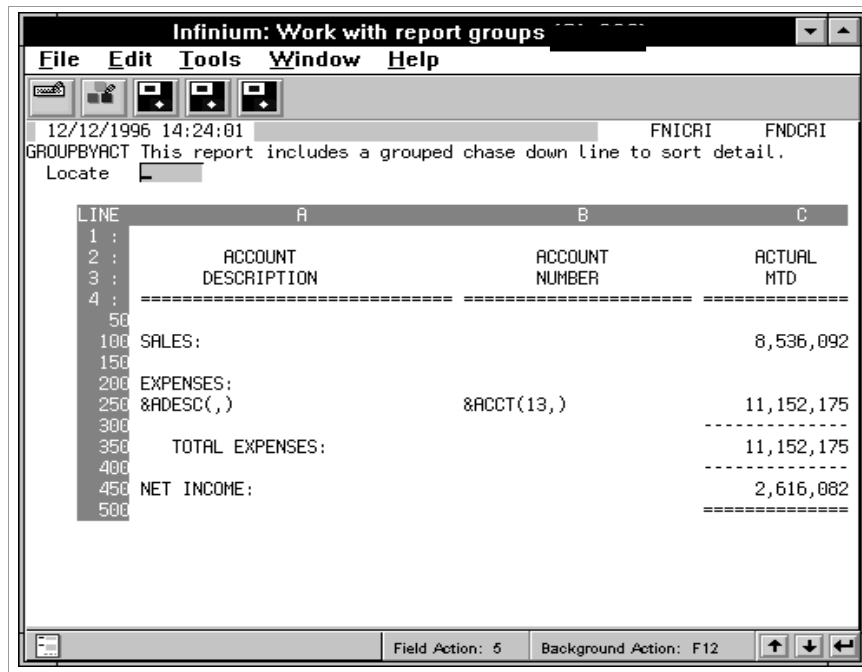 Infinium: Work with report groups
File Edit Tools Window Help
12/12/1996 14:24:01 FNICRI FNDCRI
GROUPBYACT This report includes a grouped chase down line to sort detail.
Locate
LINE A B C
1 :
2 : ACCOUNT ACCOUNT ACTUAL
3 : DESCRIPTION NUMBER MTD
4 : ============================== ====================== ==============
50
100 SALES: 8,536,092
150
200 EXPENSES:
250 &ADESC(,) &ACCT(13,) 11,152,175
300 --------------
350 TOTAL EXPENSES: 11,152,175
400 --------------
450 NET INCOME: 2,616,082
500 ==============
Field Action: 5 Background Action: F12